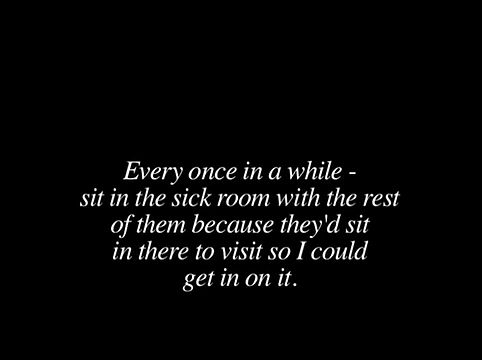 Every once in a while -
sit in the sick room with the rest
of them because they'd sit
in there to visit so I could
get in on it.